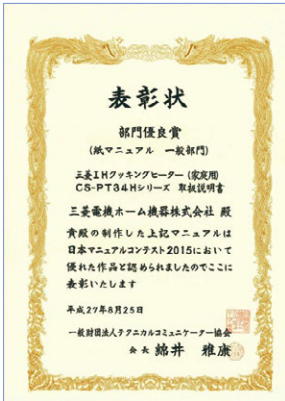 表彰状
部門優良賞
(紙マニュアル 一般部門)
三菱IHクッキングヒーター(家庭用)
CS-PT34Hシリーズ 取扱説明書
三菱電機ホーム機器株式会社 殿
貴殿の制作した上記マニュアルは
日本マニュアルコンテスト2015において
優れた作品と認められましたのでここに
表彰いたします
平成27年8月25日
一般財団法人テクニカルコミュニケーター協会
会長 綿井 雅康